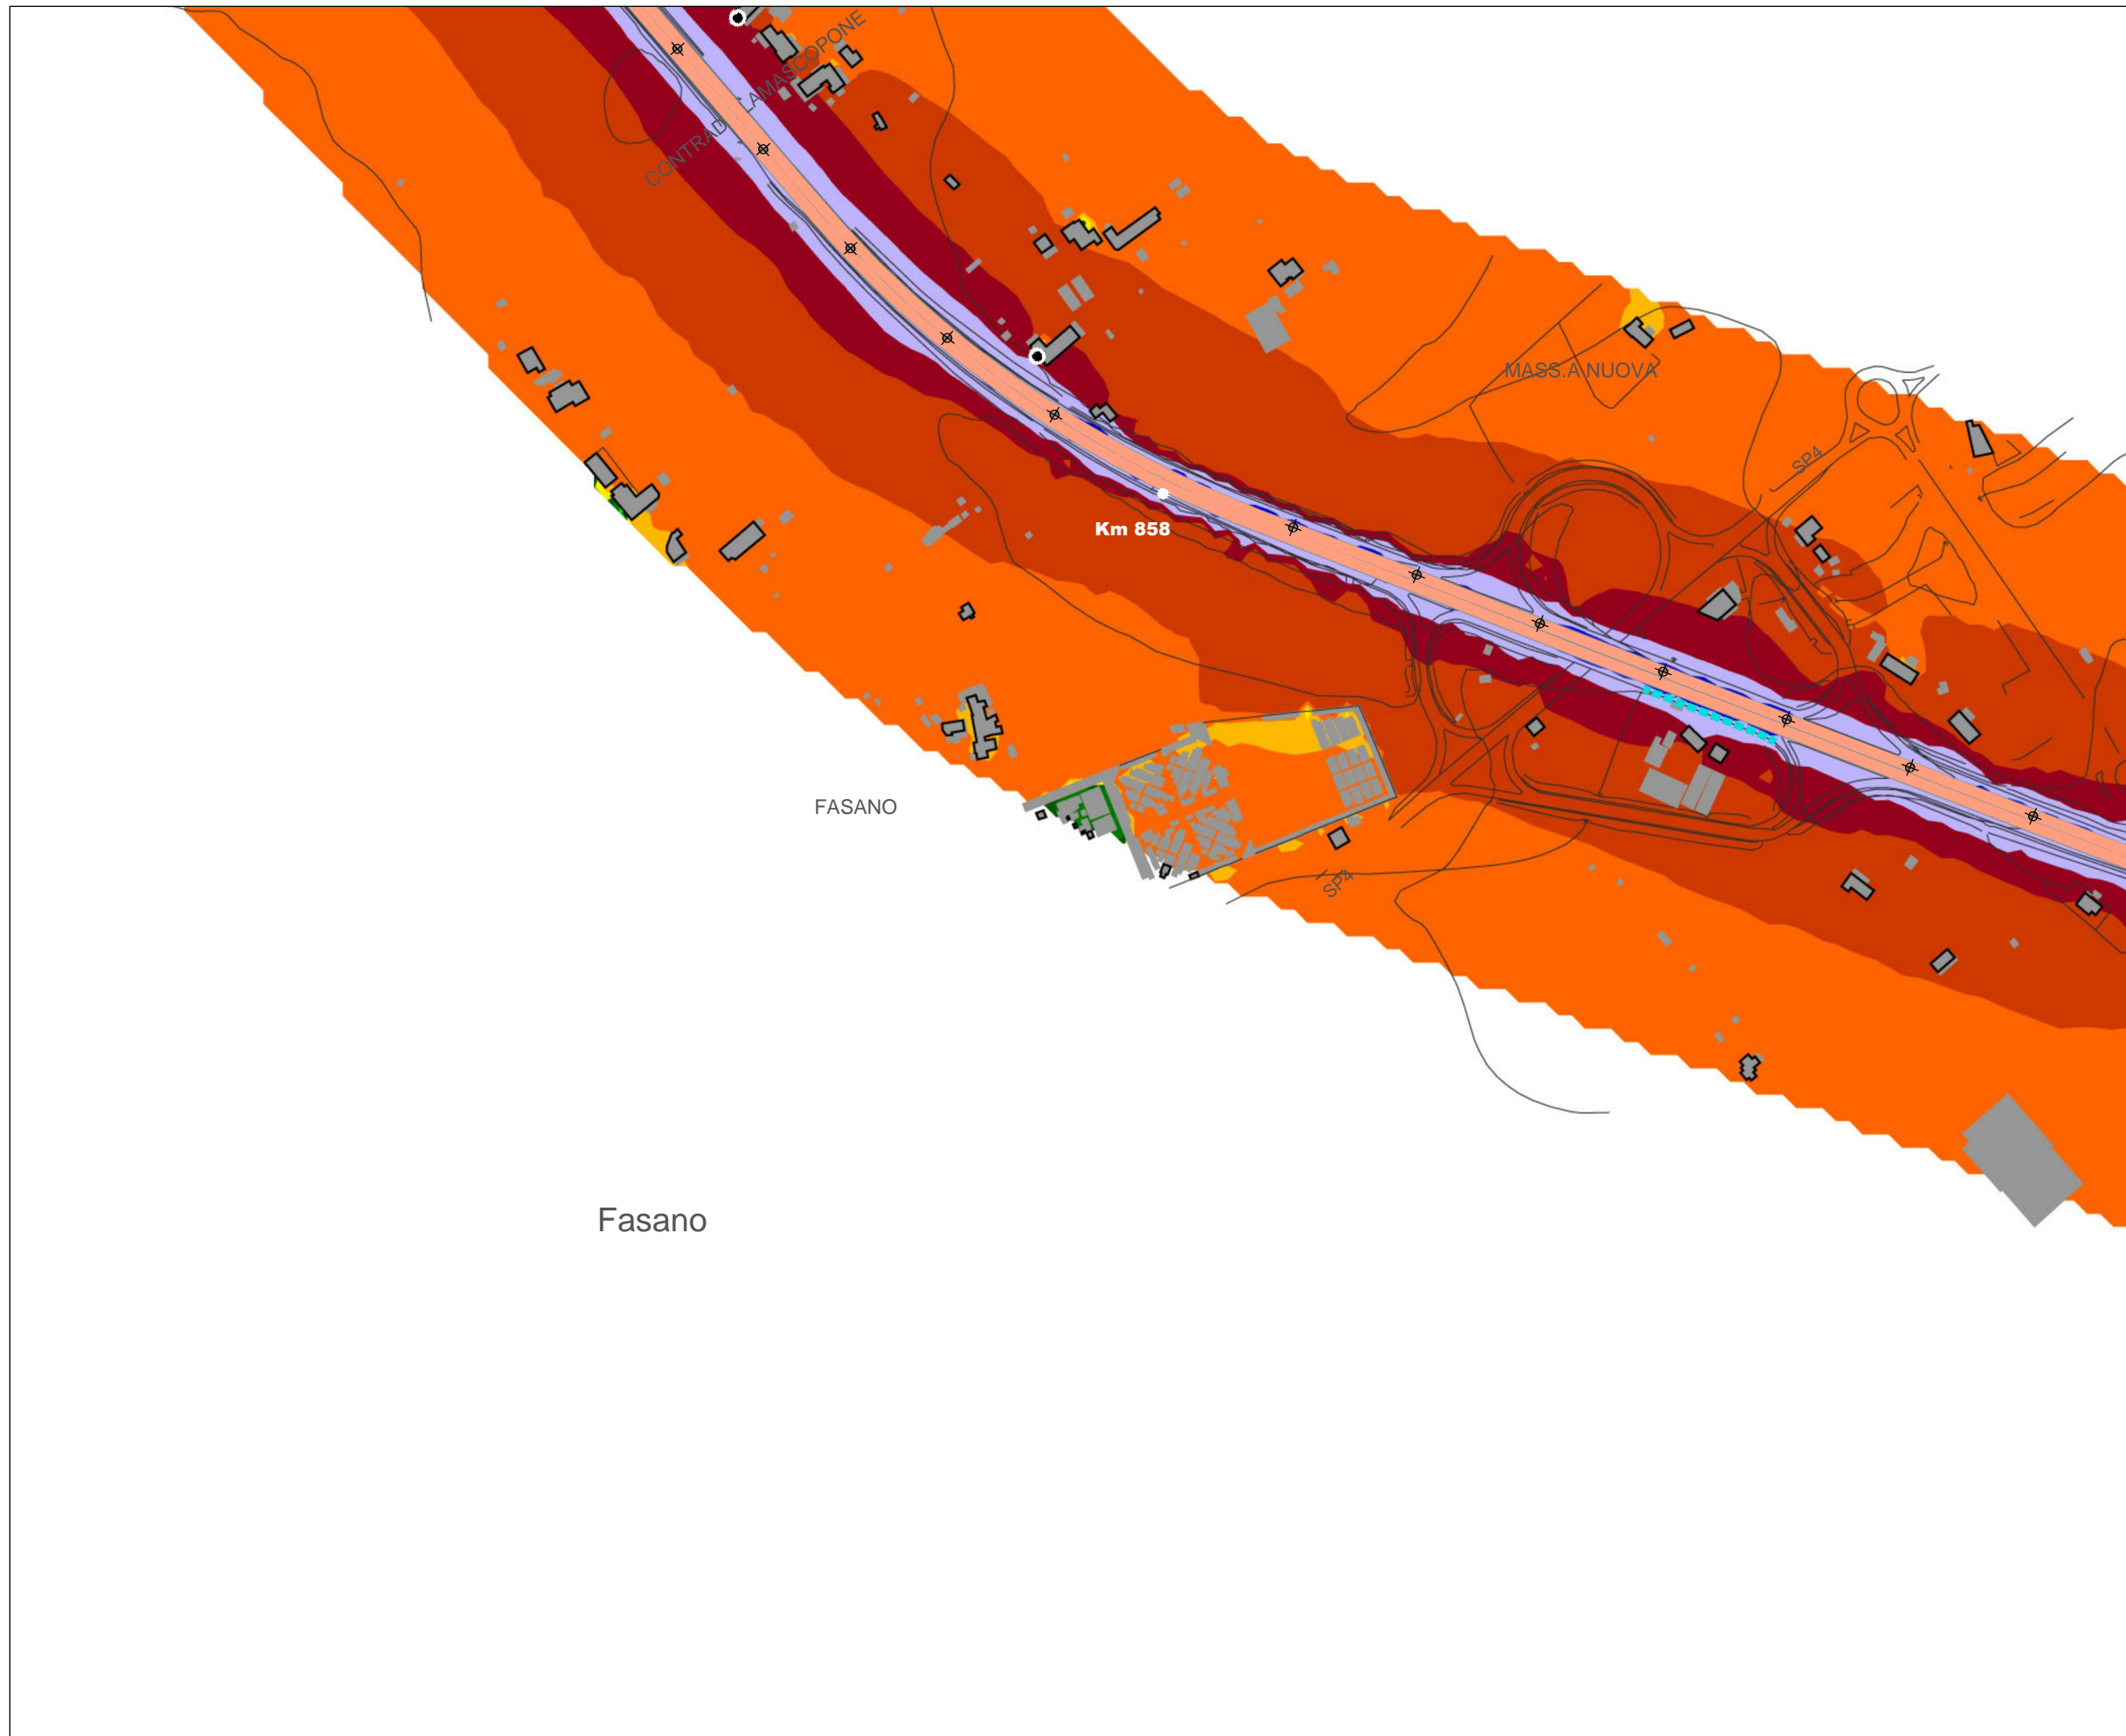 CONTRADA LAMASCOPONE
MASS.A NUOVA
SP4
Km 858
FASANO
SP4
Fasano